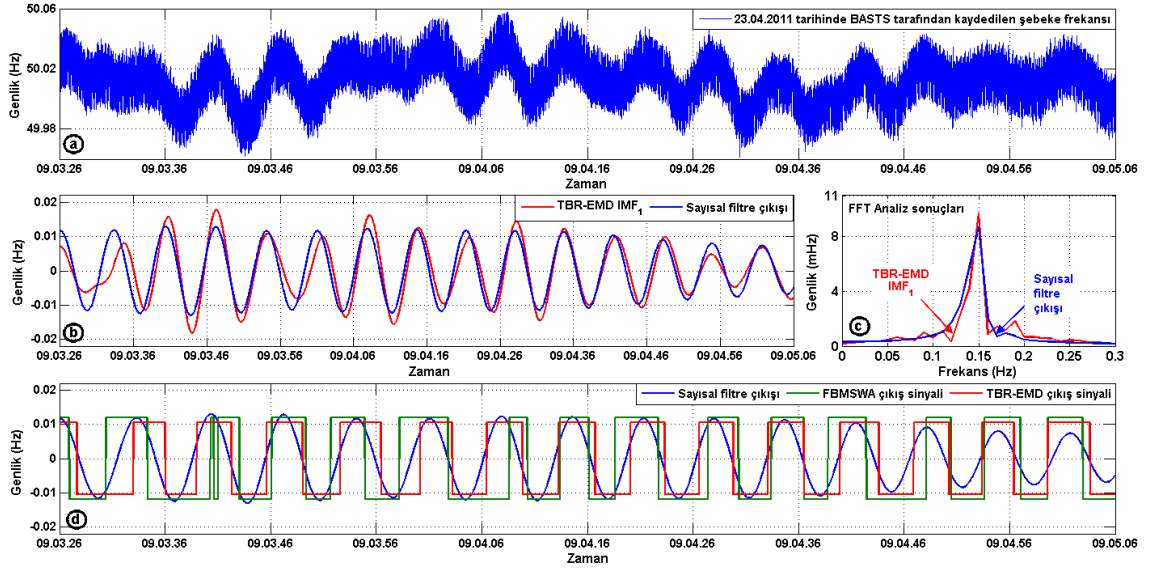 50.06
50.02
49.98
Genlik (Hz)
23.04.2011 tarihinde BASTS tarafından kaydedilen şebeke frekansı
a
09.03.26 09.03.36 09.03.46 09.03.56 09.04.06 09.04.16 09.04.26 09.04.36 09.04.46 09.04.56 09.05.06
Zaman
0.02
0.01
0
-0.01
-0.02
Genlik (Hz)
TBR-EMD IMF1 Sayısal filtre çıkışı
b
09.03.26 09.03.36 09.03.46 09.03.56 09.04.06 09.04.16 09.04.26 09.04.36 09.04.46 09.04.56 09.05.06
Zaman
11
8
4
0
Genlik (mHz)
FFT Analiz sonuçları
TBR-EMD
IMF1
Sayısal
filtre
çıkışı
c
0 0.05 0.1 0.15 0.2 0.25 0.3
Frekans (Hz)
0.02
0.01
0
-0.01
-0.02
Genlik (Hz)
Sayısal filtre çıkışı FBMSWA çıkış sinyali TBR-EMD çıkış sinyali
d
09.03.26 09.03.36 09.03.46 09.03.56 09.04.06 09.04.16 09.04.26 09.04.36 09.04.46 09.04.56 09.05.06
Zaman